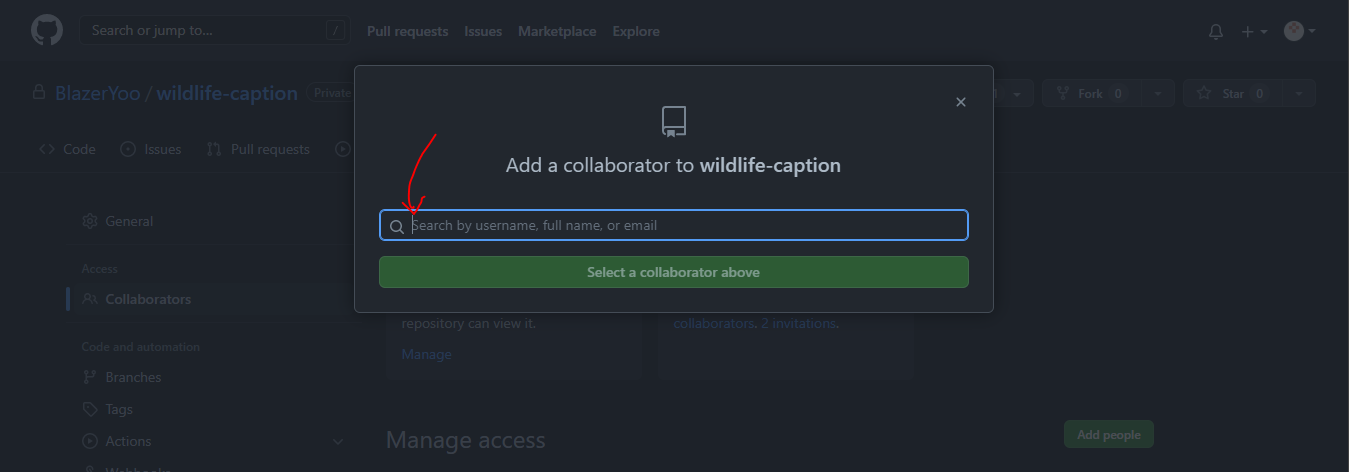 Search or jump to...
/
Pull requests
Issues
Marketplace
Explore
BlazerYoo / wildlife-caption
Private
Fork 0
Star 0
Code
Issues
Pull requests
Add a collaborator to wildlife-caption
Search by username, full name, or email
Select a collaborator above
General
Access
Collaborators
Code and automation
Branches
Tags
Actions
Webhooks
repository can view it.
Manage
collaborators. 2 invitations.
Manage access
Add people